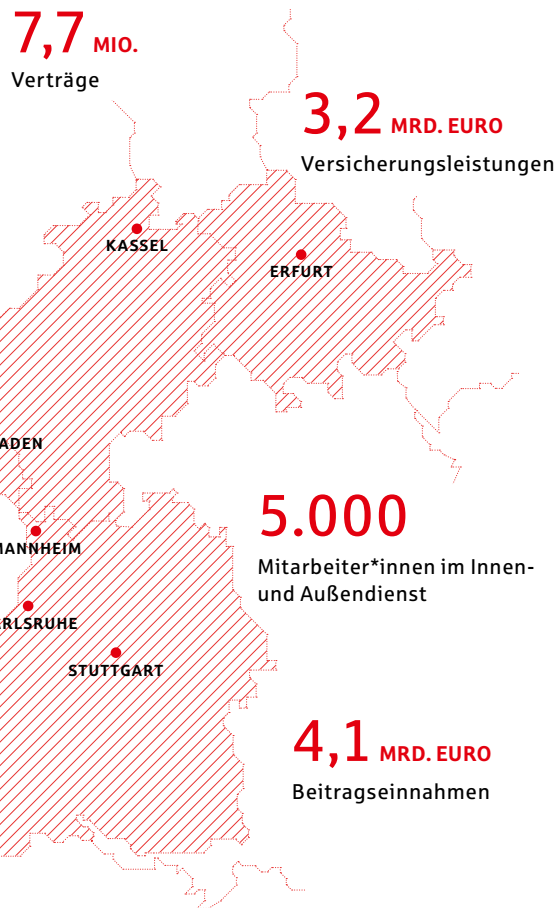 7,7 MIO.
Verträge
3,2 MRD. EURO
Versicherungsleistungen
KASSEL
ERFURT
ADEN
MANNHEIM
5.000
Mitarbeiter*innen im Innen-
und Außendienst
RLSRUHE
STUTTGART
4,1 MRD. EURO
Beitragseinnahmen